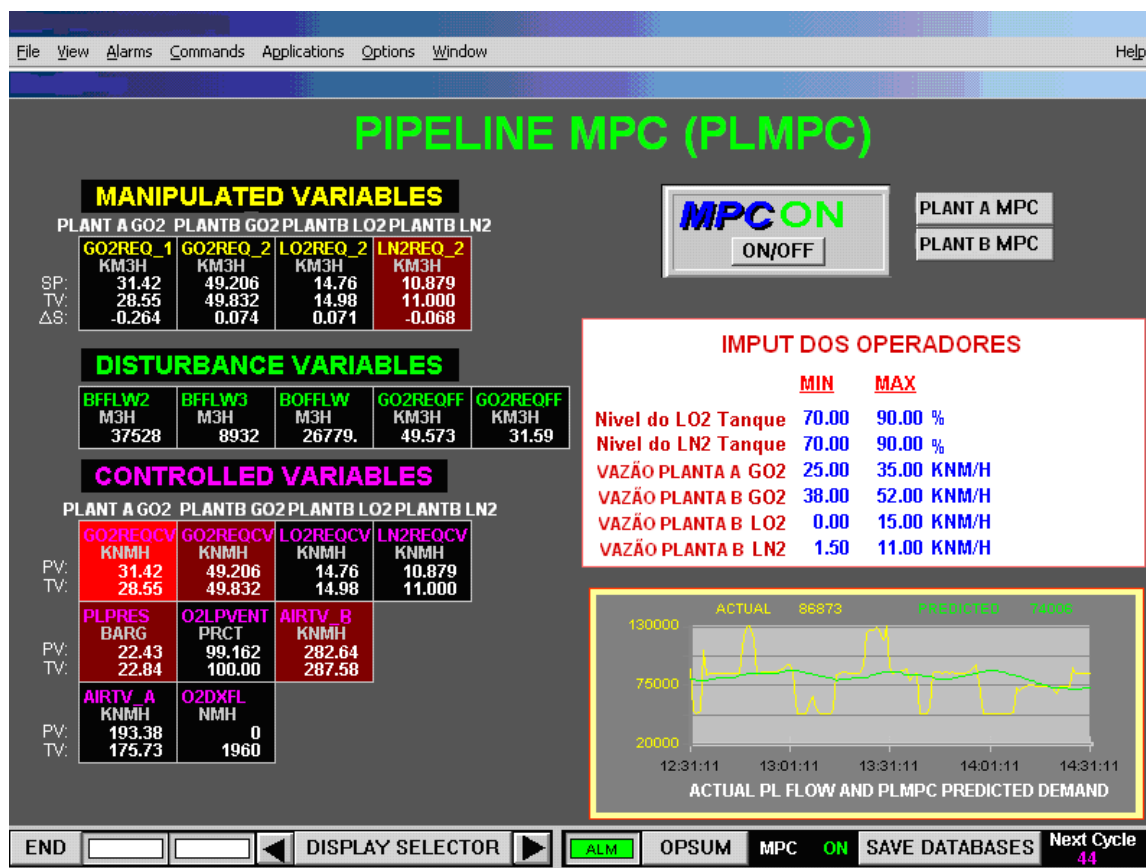 File View Alarms Commands Applications Options Window Help
PIPELINE MPC (PLMPC)
MANIPULATED VARIABLES
PLANT A GO2 PLANTB GO2 PLANTB LO2 PLANTB LN2
GO2REQ_1 GO2REQ_2 LO2REQ_2 LN2REQ_2
KM3H KM3H KM3H KM3H
SP: 31.42 49.206 14.76 10.879
TV: 28.55 49.832 14.98 11.000
ΔS: -0.264 0.074 0.071 -0.068
MPC ON
ON/OFF
PLANT A MPC
PLANT B MPC
DISTURBANCE VARIABLES
BFFLW2 BFFLW3 BOFFLW GO2REQFF GO2REQFF
M3H M3H M3H KM3H KM3H
37528 8932 26779. 49.573 31.59
CONTROLLED VARIABLES
PLANT A GO2 PLANTB GO2 PLANTB LO2 PLANTB LN2
GO2REQCV GO2REQCV LO2REQCV LN2REQCV
KNMH KNMH KNMH KNMH
PV: 31.42 49.206 14.76 10.879
TV: 28.55 49.832 14.98 11.000
PLPRES O2LPVENT AIRTV_B
BARG PRCT KNMH
PV: 22.43 99.162 282.64
TV: 22.84 100.00 287.58
AIRTV_A O2DXFL
KNMH NMH
PV: 193.38 0
TV: 175.73 1960
IMPUT DOS OPERADORES
MIN MAX
Nivel do LO2 Tanque 70.00 90.00 %
Nivel do LN2 Tanque 70.00 90.00 %
VAZÃO PLANTA A GO2 25.00 35.00 KNM/H
VAZÃO PLANTA B GO2 38.00 52.00 KNM/H
VAZÃO PLANTA B LO2 0.00 15.00 KNM/H
VAZÃO PLANTA B LN2 1.50 11.00 KNM/H
ACTUAL 86873 PREDICTED 74006
130000
75000
20000
12:31:11 13:01:11 13:31:11 14:01:11 14:31:11
ACTUAL PL FLOW AND PLMPC PREDICTED DEMAND
END DISPLAY SELECTOR ALM OPSUM MPC ON SAVE DATABASES Next Cycle
44